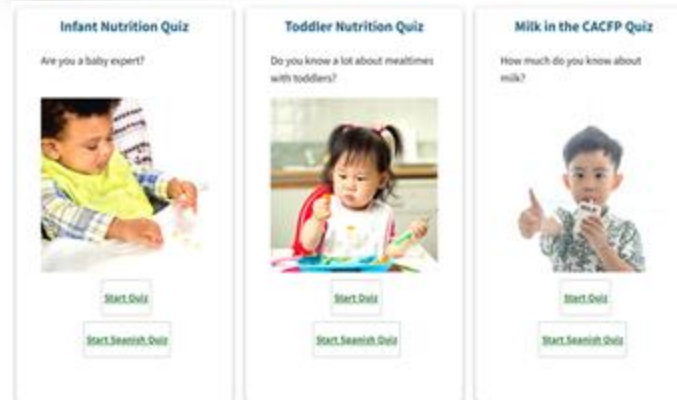 Infant Nutrition Quiz
Are you a baby expert?
Start Quiz
Start Spanish Quiz
Toddler Nutrition Quiz
Do you know a lot about mealtimes
with toddlers?
Start Quiz
Start Spanish Quiz
Milk in the CACFP Quiz
How much do you know about
milk?
MILK
Start Quiz
Start Spanish Quiz